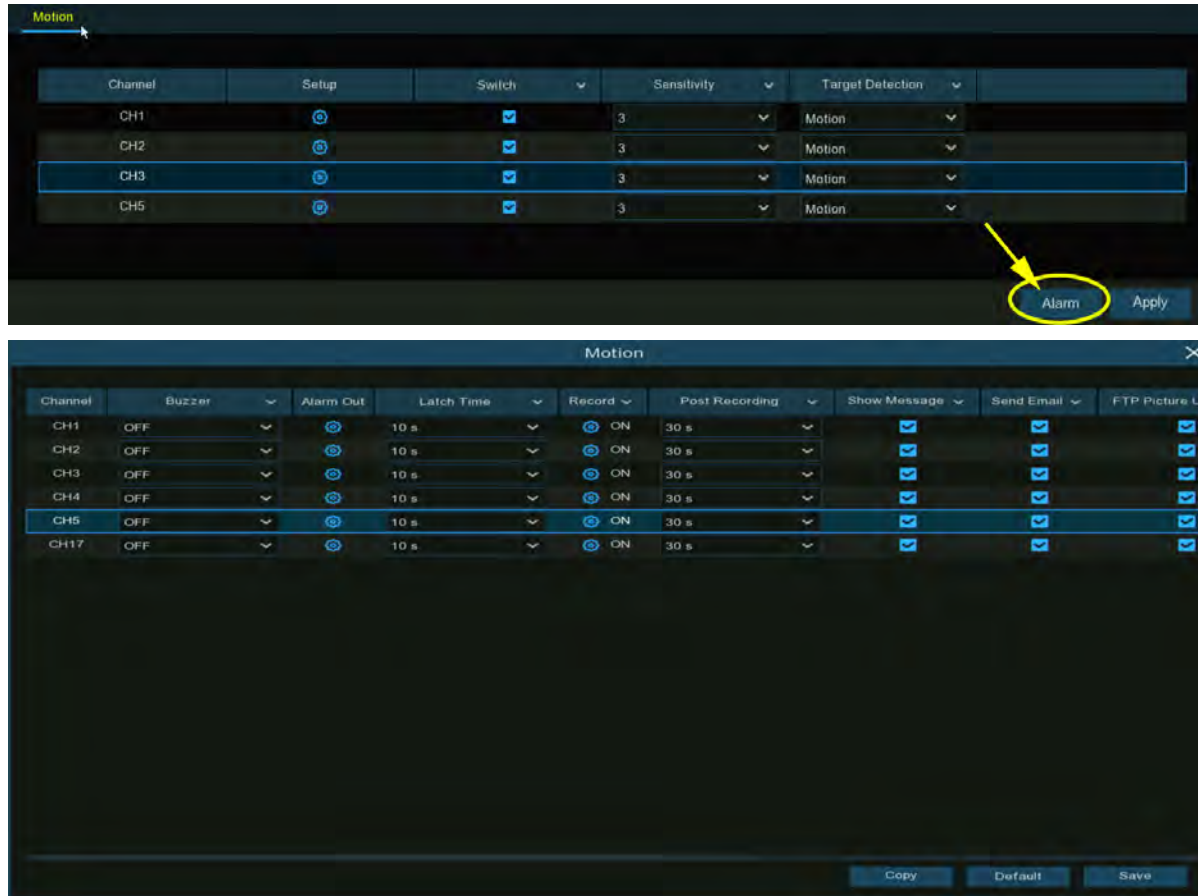 Motion
Channel Setup Switch Sensitivity Target Detection
CH1 3 Motion
CH2 3 Motion
CH3 3 Motion
CH5 3 Motion
Alarm Apply
Motion
Channel Buzzer Alarm Out Latch Time Record Post Recording Show Message Send Email FTP Picture U
CH1 OFF 10 s ON 30 s
CH2 OFF 10 s ON 30 s
CH3 OFF 10 s ON 30 s
CH4 OFF 10 s ON 30 s
CH5 OFF 10 s ON 30 s
CH17 OFF 10 s ON 30 s
Copy Default Save